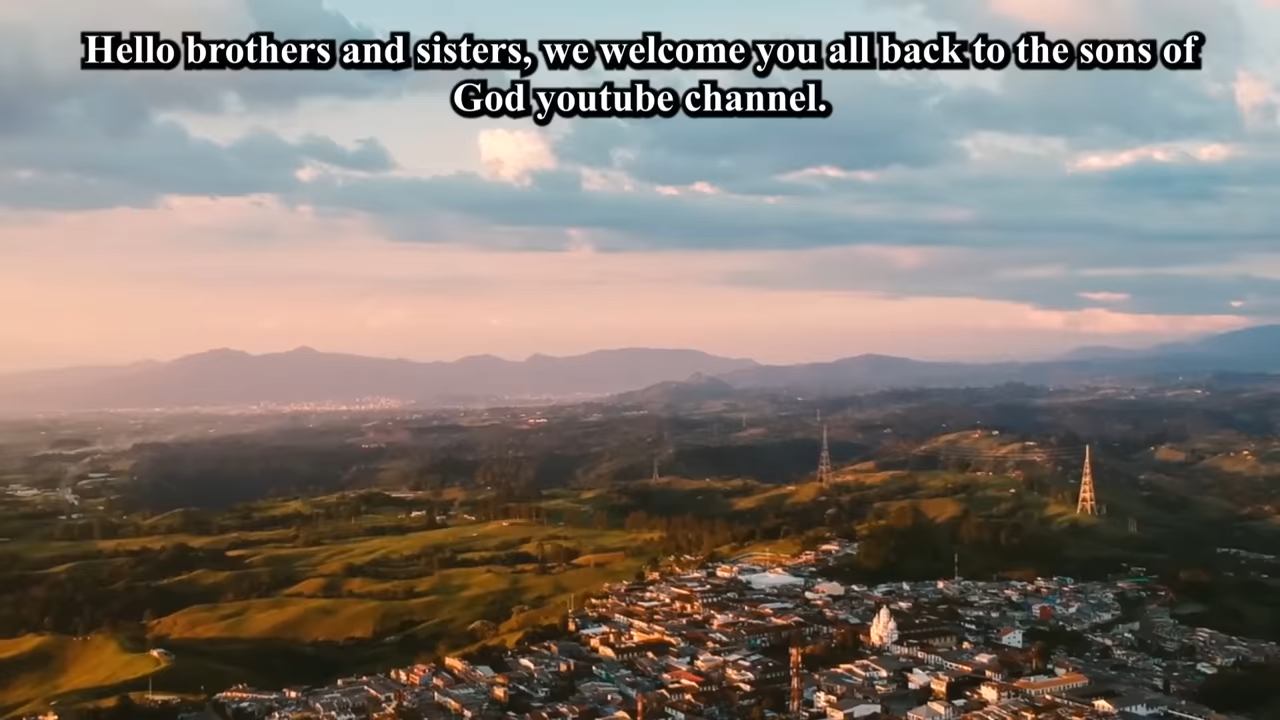 Hello brothers and sisters, we welcome you all back to the sons of
God youtube channel.